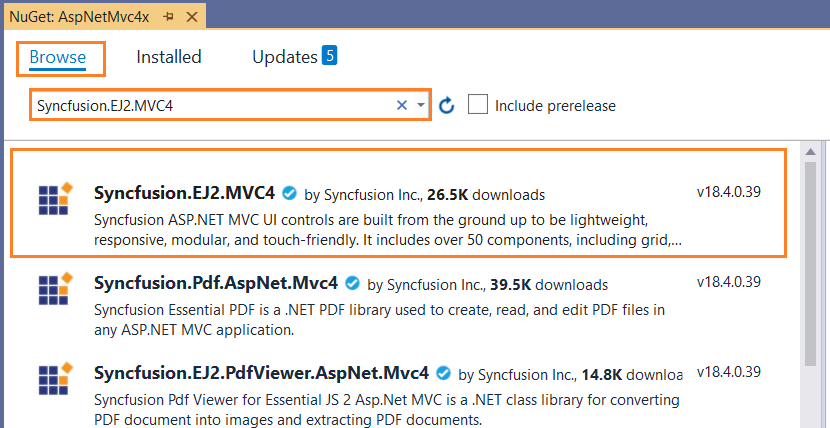 NuGet: AspNetMvc4x
Browse Installed Updates 5
Syncfusion.EJ2.MVC4 Include prerelease
Syncfusion.EJ2.MVC4 by Syncfusion Inc., 26.5K downloads v18.4.0.39
Syncfusion ASP.NET MVC UI controls are built from the ground up to be lightweight,
responsive, modular, and touch-friendly. It includes over 50 components, including grid,...
Syncfusion.Pdf.AspNet.Mvc4 by Syncfusion Inc., 39.5K downloads v18.4.0.39
Syncfusion Essential PDF is a .NET PDF library used to create, read, and edit PDF files in
any ASP.NET MVC application.
Syncfusion.EJ2.PdfViewer.AspNet.Mvc4 by Syncfusion Inc., 14.8K downloa v18.4.0.39
Syncfusion Pdf Viewer for Essential JS 2 Asp.Net MVC is a .NET class library for converting
PDF document into images and extracting PDF documents.